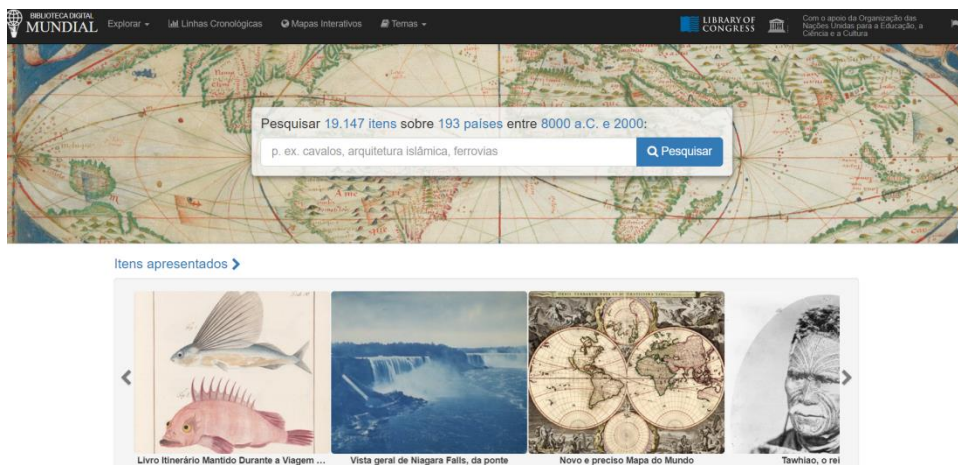 BIBLIOTECA DIGITAL
MUNDIAL
Explorar
Linhas Cronológicas
Mapas Interativos
Temas
LIBRARY OF
CONGRESS
Com o apoio da Organização das
Nações Unidas para a Educação, a
Ciência e a Cultura
Pesquisar 19.147 itens sobre 193 países entre 8000 a.C. e 2000:
p. ex. cavalos, arquitetura islâmica, ferrovias
Pesquisar
Itens apresentados
Livro Itinerário Mantido Durante a Viagem ...
Vista geral de Niagara Falls, da ponte
Novo e preciso Mapa do Mundo
Tawhiao, o rei